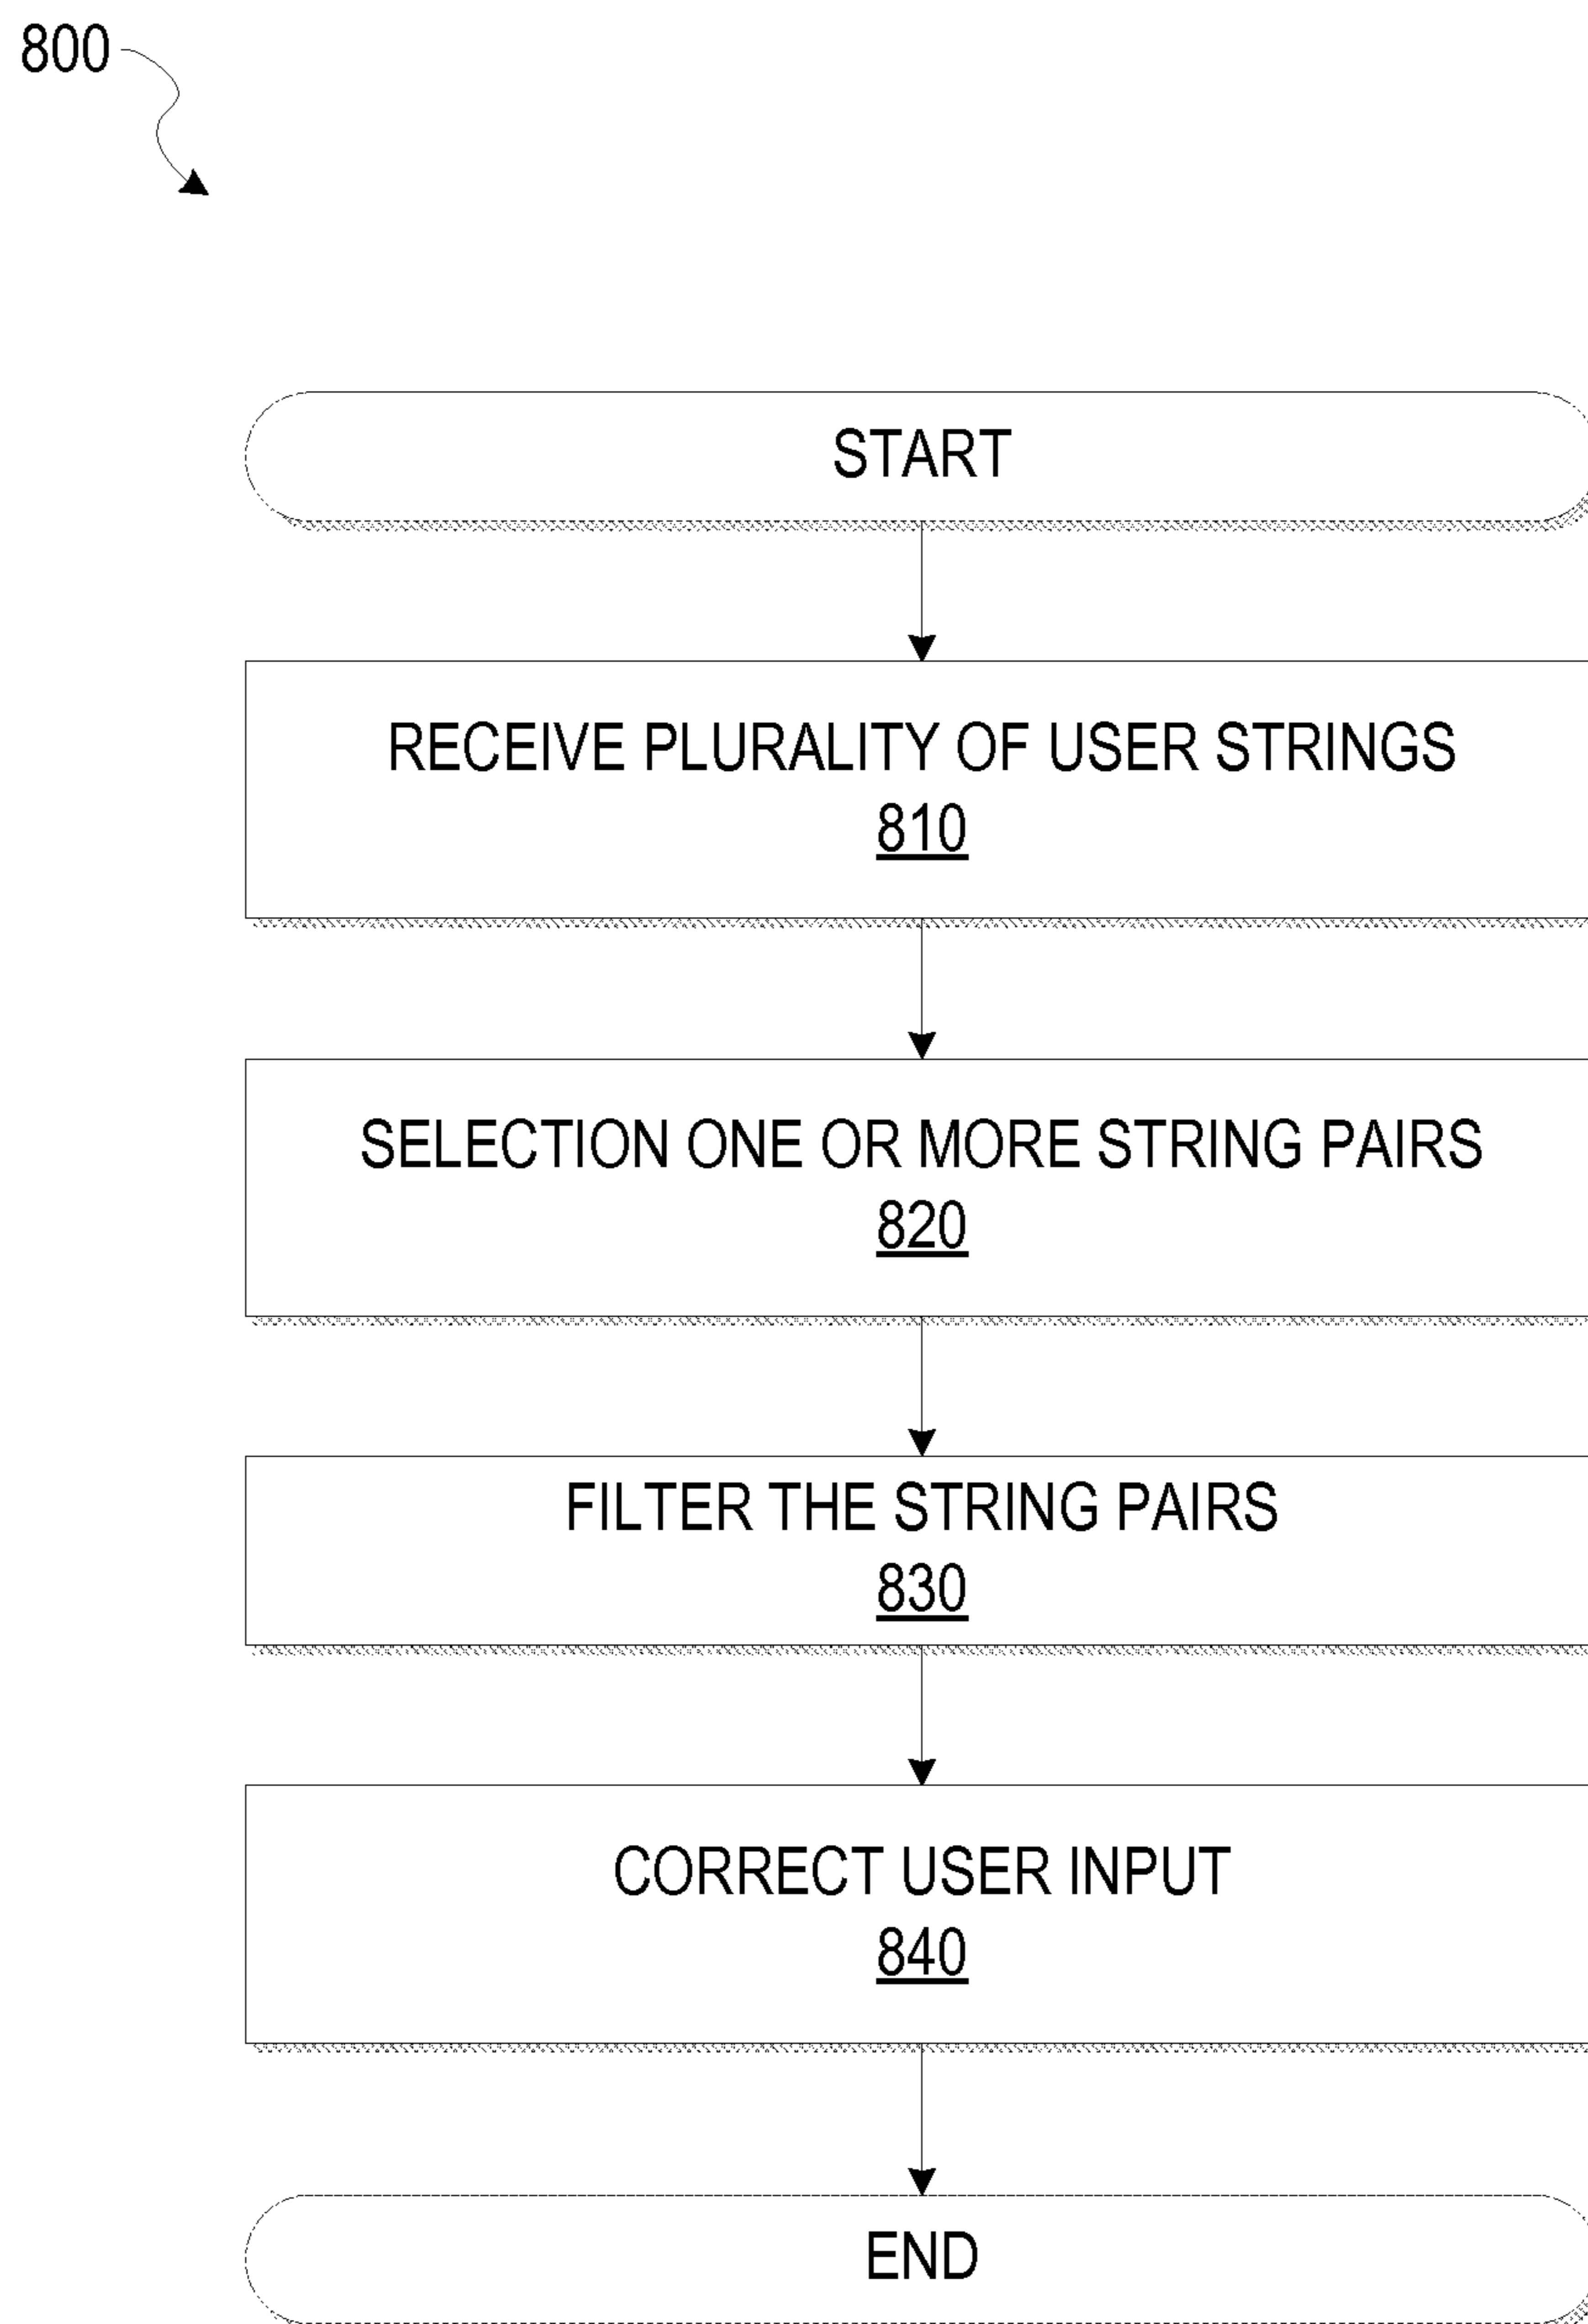 800
START
RECEIVE PLURALITY OF USER STRINGS
810
SELECTION ONE OR MORE STRING PAIRS
820
FILTER THE STRING PAIRS
830
CORRECT USER INPUT
840
END